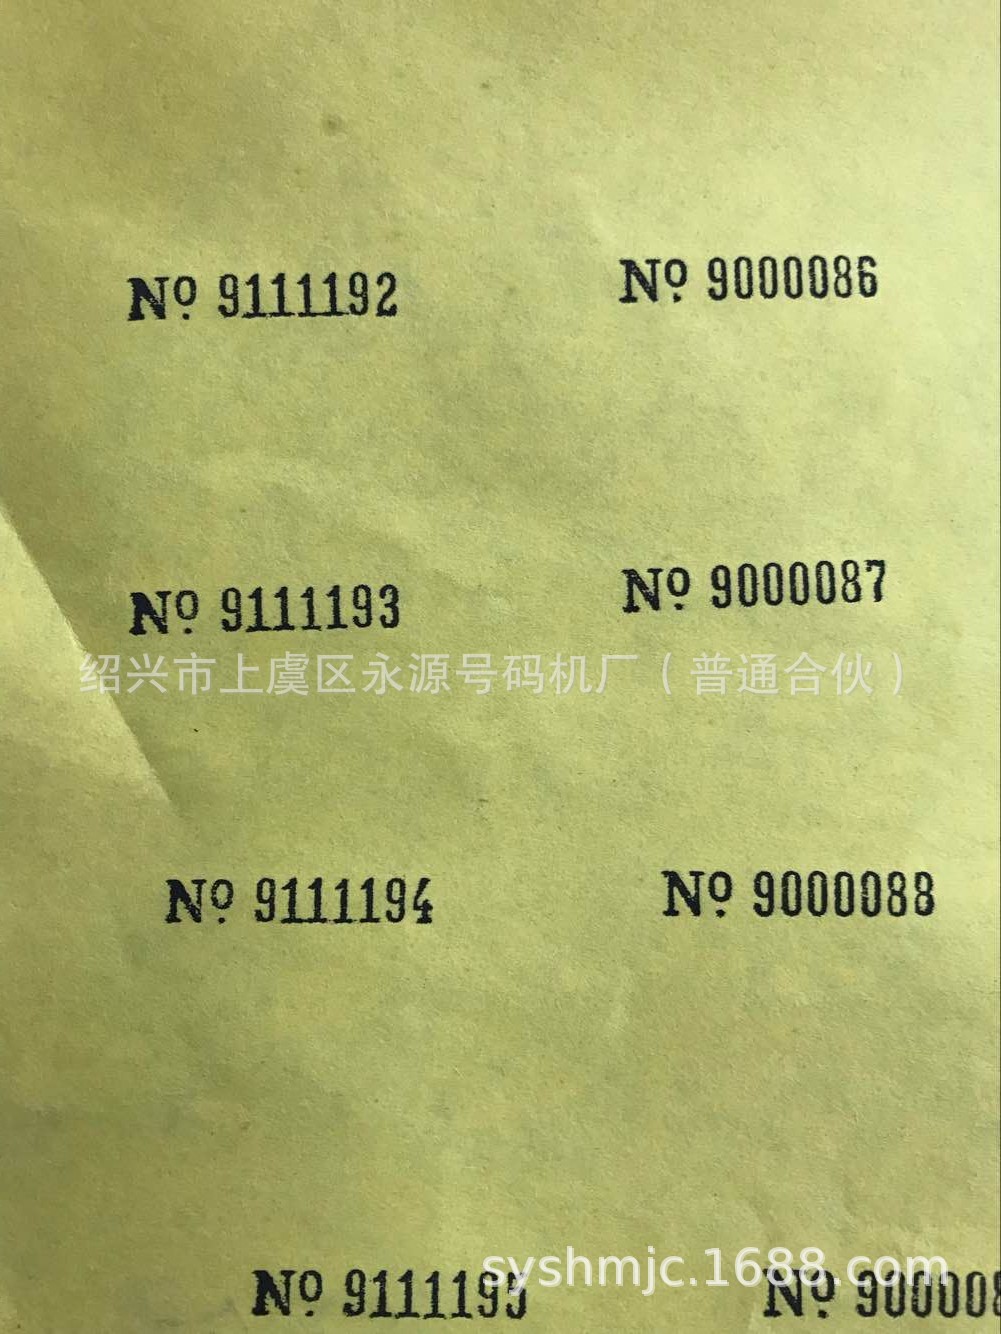 Nº 9111192 Nº 9000086
Nº 9111193 Nº 9000087
绍兴市上虞区永源号码机厂(普通合伙)
Nº 9111194 Nº 9000088
syshmjc.1688.com
Nº 9111195 Nº